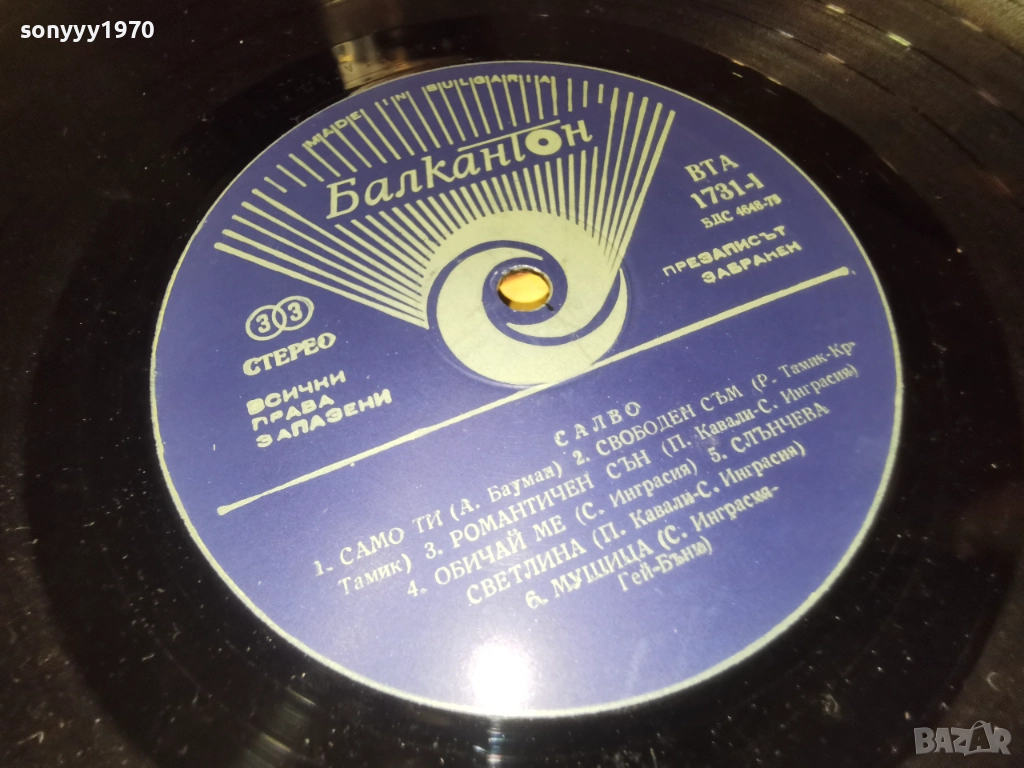 sonyyy1970
MADE IN BULGARIA
Балкантон
ВТА
1731-1
БДС 4648-73
ПРЕЗАПИСЪТ
ЗАБРАНЕН
33
СТЕРЕО
ВСИЧКИ
ПРАВА
ЗАПАЗЕНИ
САЛВО
1. САМО ТИ (А. Бауман) 2. СВОБОДЕН СЪМ (Р. Тамик-Кр.
Тамик) 3. РОМАНТИЧЕН СЪН (П. Кавали-С. Инграсия)
4. ОБИЧАЙ МЕ (С. Инграсия) 5. СЛЪНЧЕВА
СВЕТЛИНА (П. Кавали-С. Инграсия)
6. МУЩИЦА (С. Инграсия-
Гей-Бъню)
BAZAR